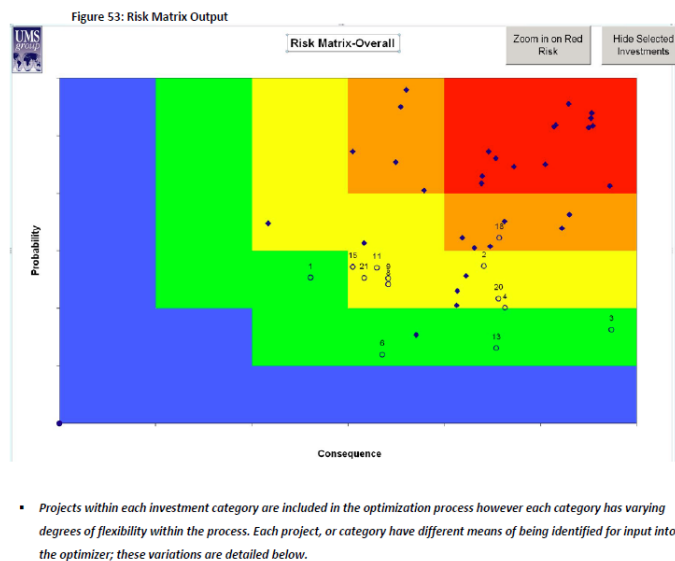 Figure 53: Risk Matrix Output
UMS
group
Risk Matrix-Overall
Zoom in on Red
Risk
Hide Selected
Investments
Probability
18
15
11
2
1
21
20
4
3
13
6
Consequence
▪ Projects within each investment category are included in the optimization process however each category has varying
degrees of flexibility within the process. Each project, or category have different means of being identified for input into
the optimizer; these variations are detailed below.